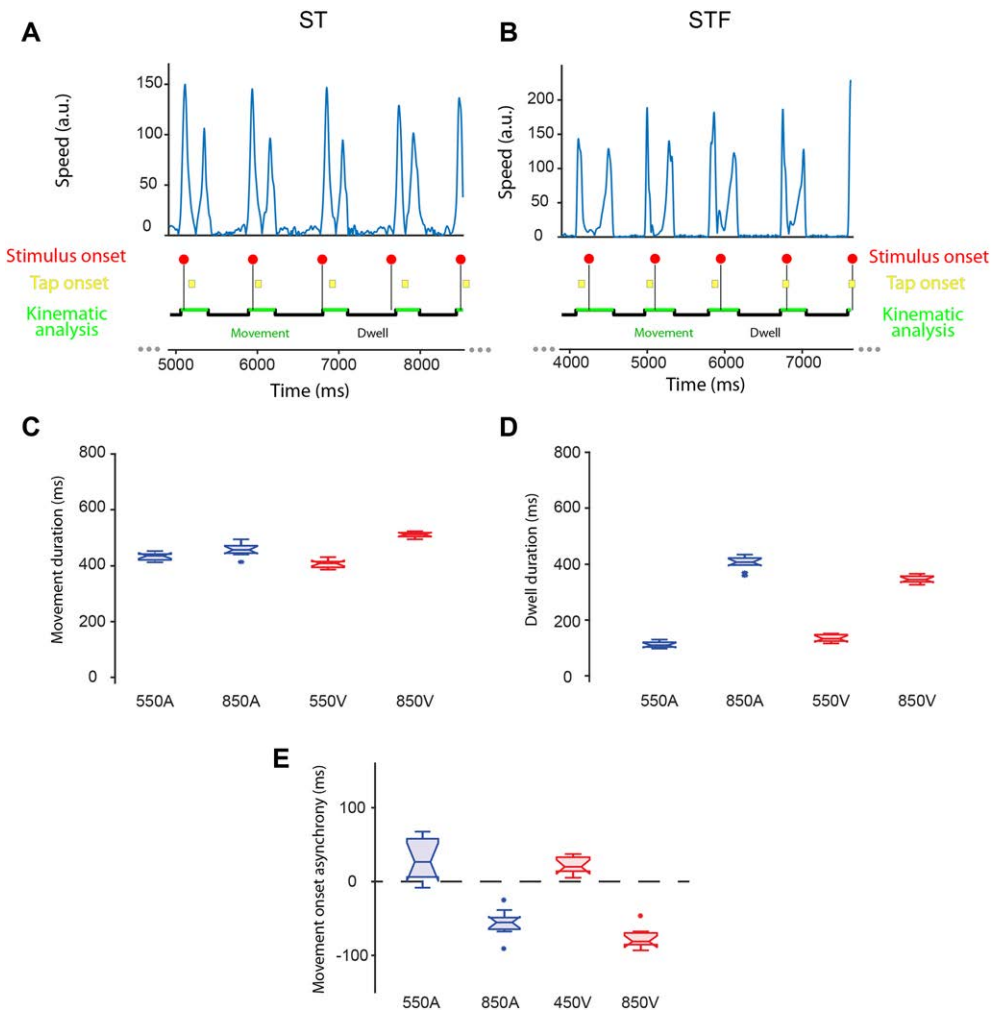 ST
STF
A
B
Speed (a.u.)
150
100
50
0
Speed (a.u.)
200
150
100
50
0
Stimulus onset
Tap onset
Kinematic
analysis
Movement
Dwell
5000 6000 7000 8000
Time (ms)
Stimulus onset
Tap onset
Kinematic
analysis
Movement
Dwell
4000 5000 6000 7000
Time (ms)
C
Movement duration (ms)
800
600
400
200
0
550A 850A 550V 850V
D
Dwell duration (ms)
800
600
400
200
0
550A 850A 550V 850V
E
Movement onset asynchrony (ms)
100
0
-100
550A 850A 450V 850V